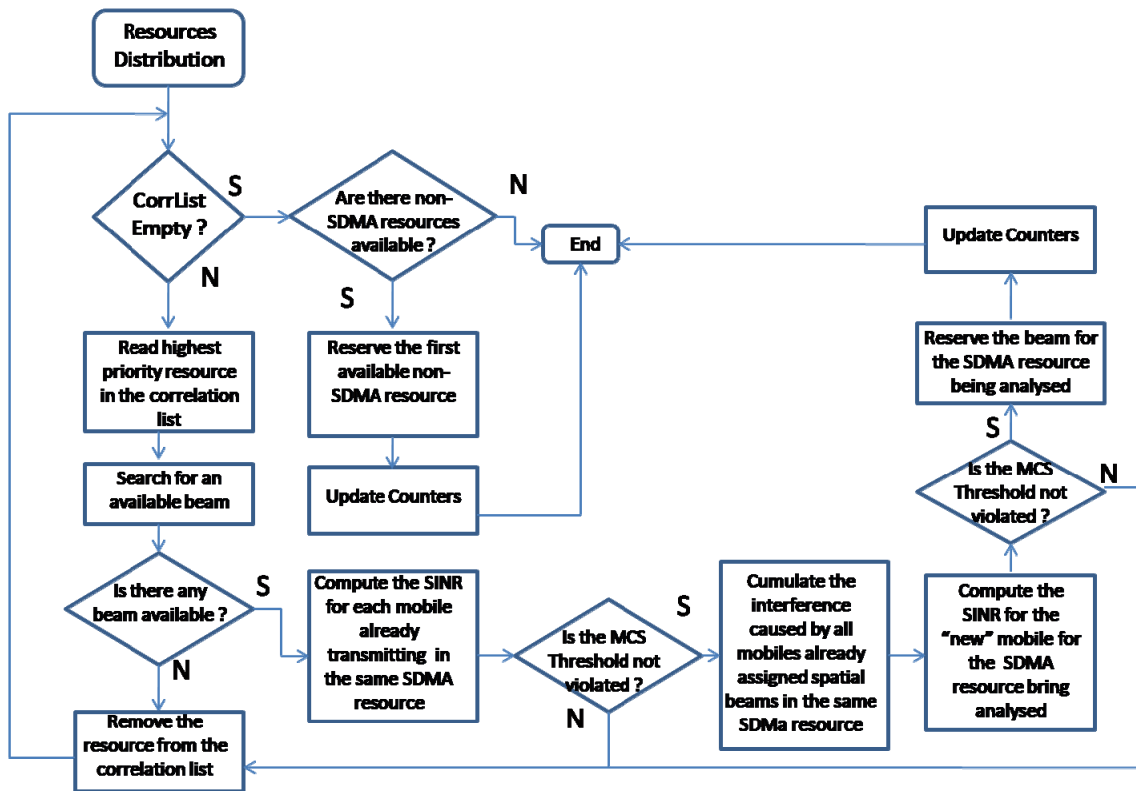 Resources
Distribution
CorrList
Empty ?
S
N
Are there non-
SDMA resources
available ?
N
S
End
Update Counters
Read highest
priority resource
in the correlation
list
Reserve the first
available non-
SDMA resource
Reserve the beam for
the SDMA resource
being analysed
Search for an
available beam
Update Counters
S
Is the MCS
Threshold not
violated ?
N
Is there any
beam available ?
S
N
Compute the SINR
for each mobile
already
transmitting in
the same SDMA
resource
Is the MCS
Threshold not
violated ?
S
N
Cumulate the
interference
caused by all
mobiles already
assigned spatial
beams in the same
SDMa resource
Compute the
SINR for the
“new” mobile for
the SDMA
resource bring
analysed
Remove the
resource from the
correlation list